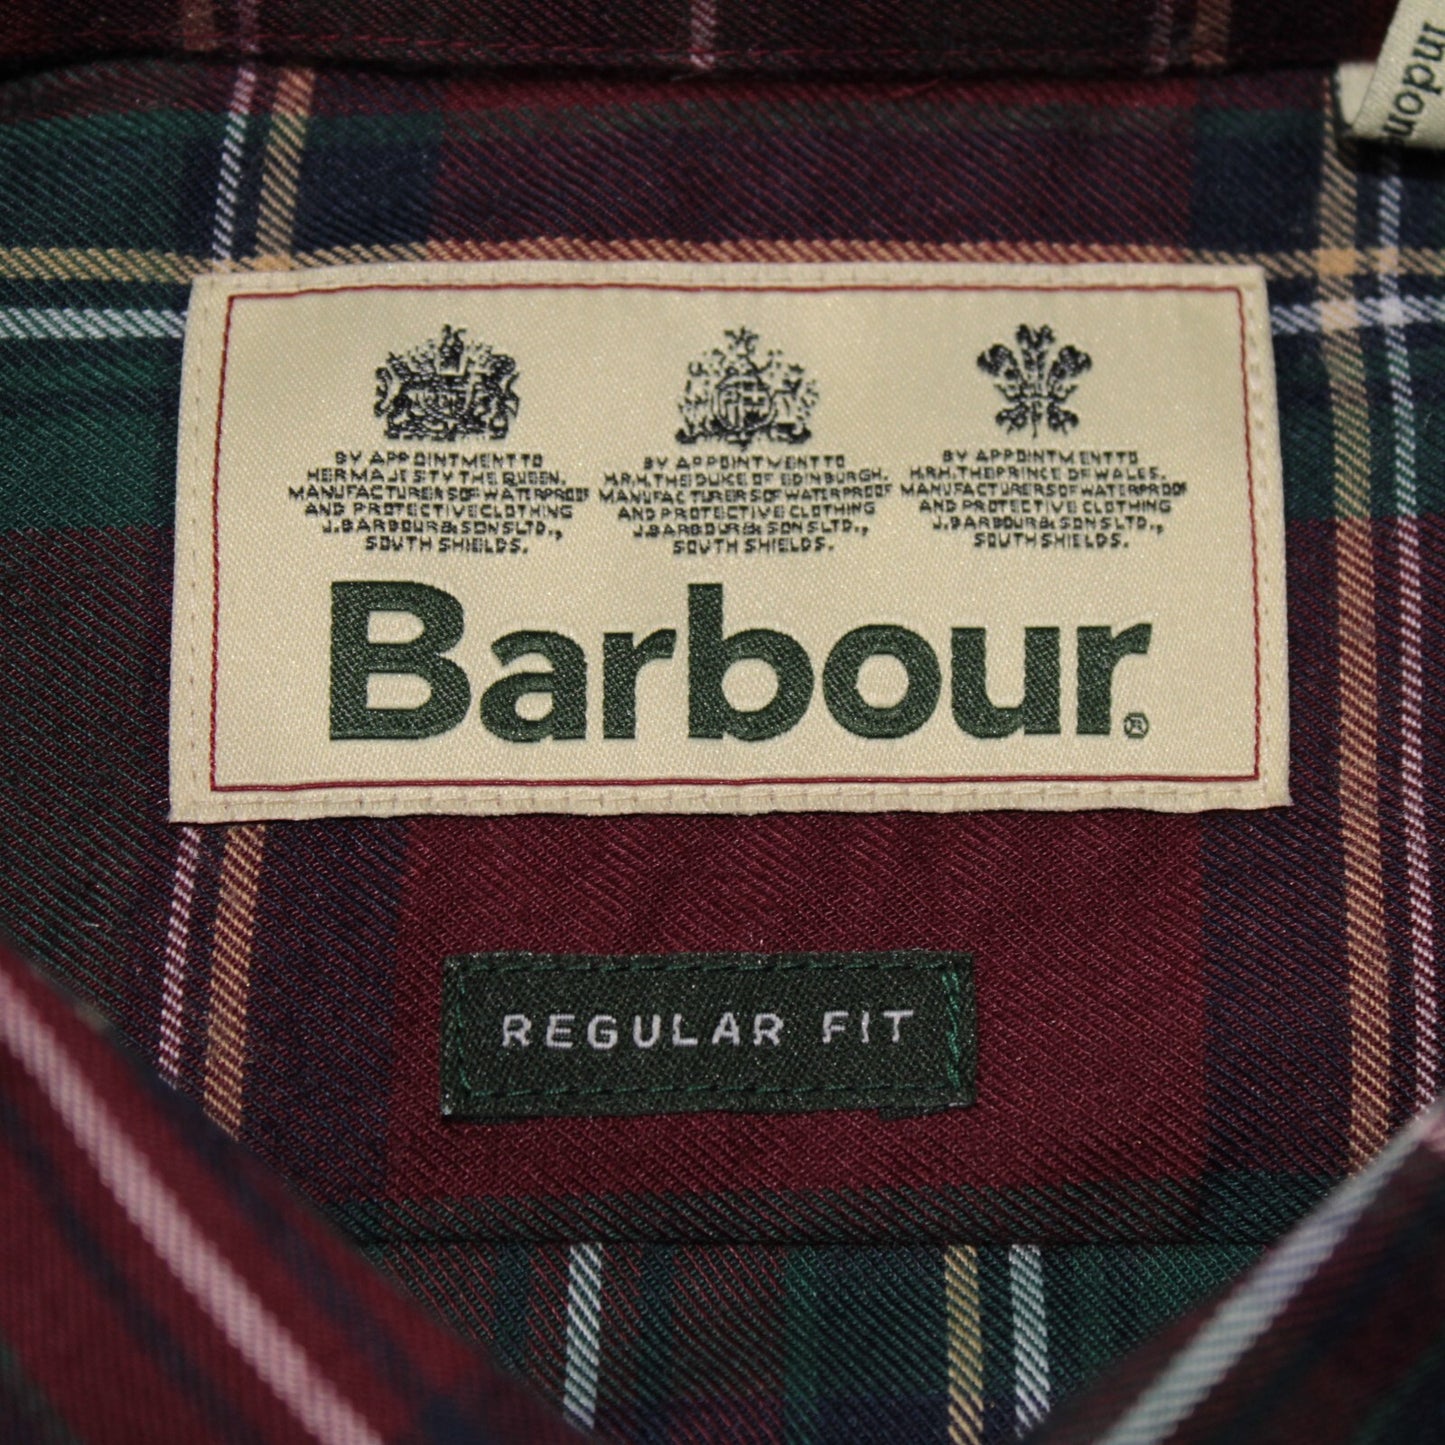 Indon
BY APPOINTMENT TO
HER MAJESTY THE QUEEN.
MANUFACTURERS OF WATERPROOF
AND PROTECTIVE CLOTHING
J.BARBOUR & SONS LTD.,
SOUTH SHIELDS.
BY APPOINTMENT TO
H.R.H. THE DUKE OF EDINBURGH.
MANUFACTURERS OF WATERPROOF
AND PROTECTIVE CLOTHING
J.BARBOUR & SONS LTD.,
SOUTH SHIELDS.
BY APPOINTMENT TO
H.R.H. THE PRINCE OF WALES.
MANUFACTURERS OF WATERPROOF
AND PROTECTIVE CLOTHING
J.BARBOUR & SONS LTD.,
SOUTH SHIELDS.
Barbour®
REGULAR FIT